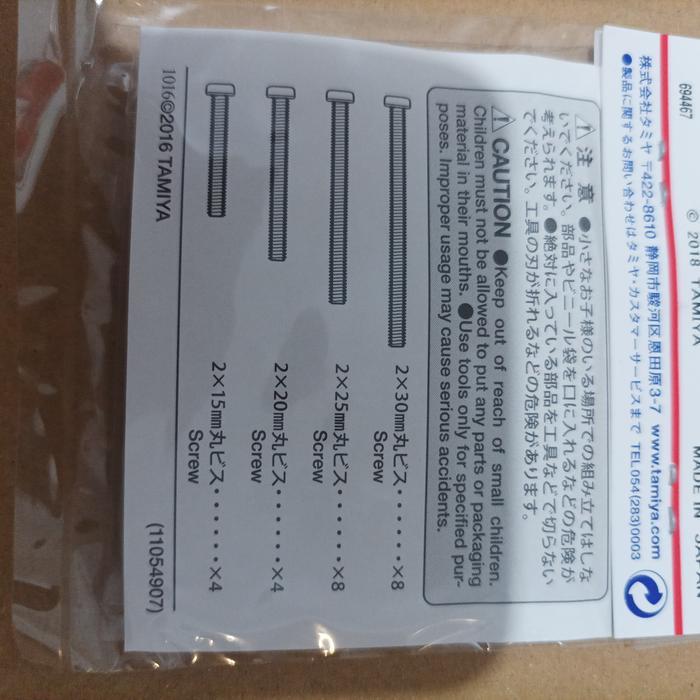 694467
© 2018 TAMIYA MADE IN JAPAN
株式会社タミヤ 〒422-8610 静岡市駿河区恩田原3-7 www.tamiya.com
●製品に関するお問い合わせはタミヤ・カスタマーサービスまで TEL054(283)0003
注 意 ●小さなお子様のいる場所での組み立てはしな
いでください。部品やビニール袋を口に入れるなどの危険が
考えられます。●絶対に入っている部品を工具などで切らない
でください。工具の刃が折れるなどの危険があります。
CAUTION ●Keep out of reach of small children.
Children must not be allowed to put any parts or packaging
material in their mouths. ●Use tools only for specified pur-
poses. Improper usage may cause serious accidents.
2×30㎜丸ビス・・・・・・×8
Screw
2×25㎜丸ビス・・・・・・×8
Screw
2×20㎜丸ビス・・・・・・×4
Screw
2×15㎜丸ビス・・・・・・×4
Screw
1016©2016 TAMIYA
(11054907)